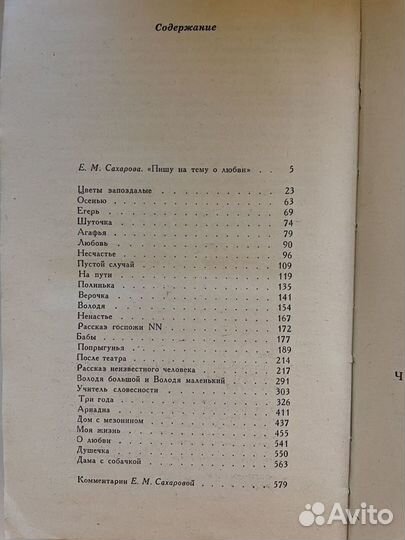 Содержание
Е. М. Сахарова. «Пишу на тему о любви» . . . 5
Цветы запоздалые 23
Осенью 63
Егерь 69
Шуточка 74
Агафья 79
Любовь 90
Несчастье 96
Пустой случай 109
На пути 119
Полинька 135
Верочка 141
Володя 154
Ненастье 167
Рассказ госпожи NN 172
Бабы 177
Попрыгунья 189
После театра 214
Рассказ неизвестного человека 217
Володя большой и Володя маленький 291
Учитель словесности 303
Три года 326
Ариадна 411
Дом с мезонином 437
Моя жизнь 455
О любви 541
Душечка 550
Дама с собачкой 563
Комментарии Е. М. Сахаровой 579
Ч
Avito